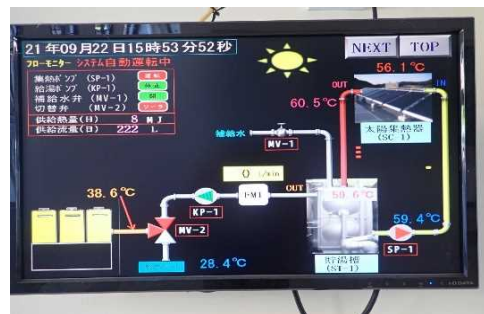 21 年09月22 日15時53 分52秒
NEXT TOP
フローモニター システム自動運転中
集熱ポンプ (SP-1) 運転
給湯ポンプ (KP-1) 停止
補給水弁 (MV-1)
切替弁 (MV-2)
供給熱量(H) 8 MJ
供給流量(H) 222 L
56.1℃
OUT IN
60.5℃
太陽集熱器
(SC-1)
補給水
MV-1
0 L/min
38.6℃
FM1 OUT
59.6℃
KP-1
MV-2
59.4℃
SP-1
28.4℃
貯湯槽
(ST-1)